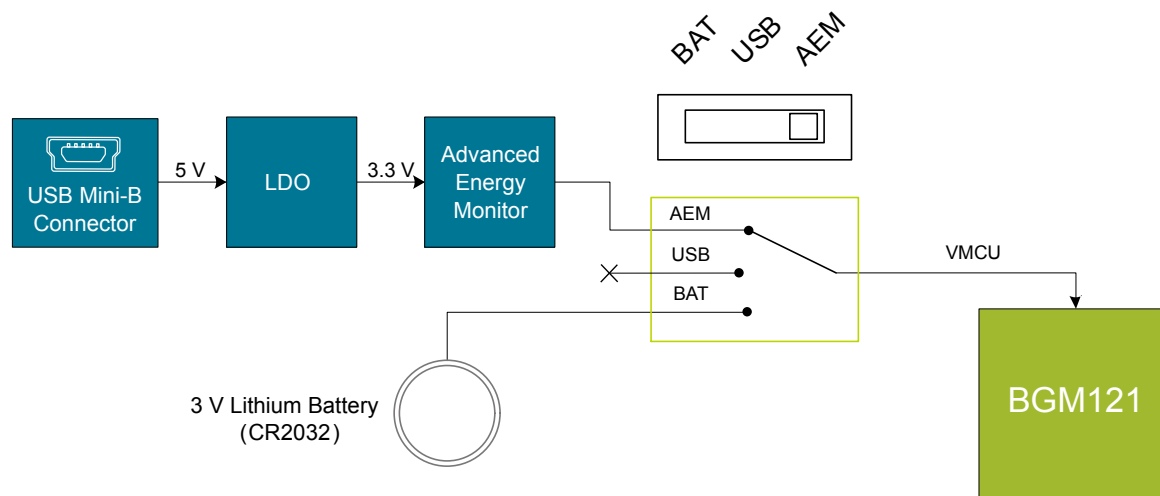 BAT
USB
AEM
USB Mini-B
Connector
5 V
LDO
3.3 V
Advanced
Energy
Monitor
AEM
USB
BAT
VMCU
3 V Lithium Battery
(CR2032)
BGM121